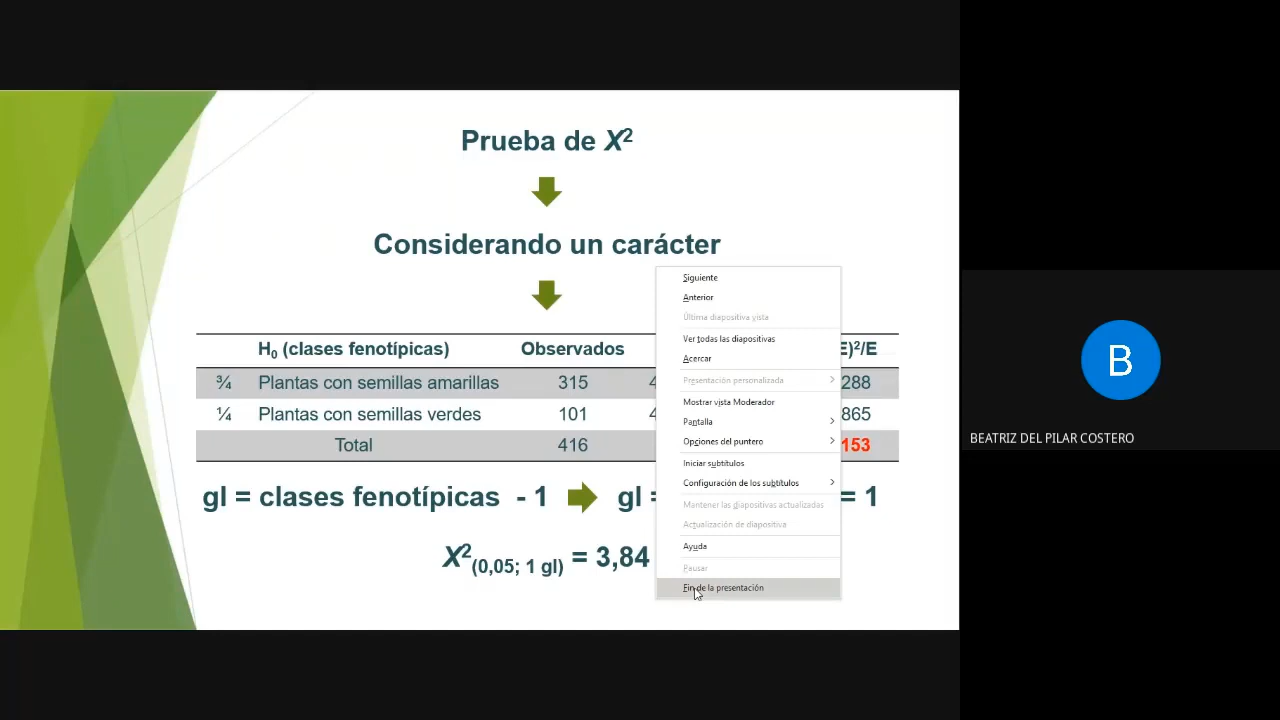 Prueba de X²
Considerando un carácter
H₀ (clases fenotípicas) Observados E)²/E
¾ Plantas con semillas amarillas 315 4 288
¼ Plantas con semillas verdes 101 4 865
Total 416 153
gl = clases fenotípicas - 1 gl = = 1
X²(0,05; 1 gl) = 3,84
Siguiente
Anterior
Última diapositiva vista
Ver todas las diapositivas
Acercar
Presentación personalizada
Mostrar vista Moderador
Pantalla
Opciones del puntero
Iniciar subtítulos
Configuración de los subtítulos
Mantener las diapositivas actualizadas
Actualización de diapositiva
Ayuda
Pausar
Fin de la presentación
B
BEATRIZ DEL PILAR COSTERO